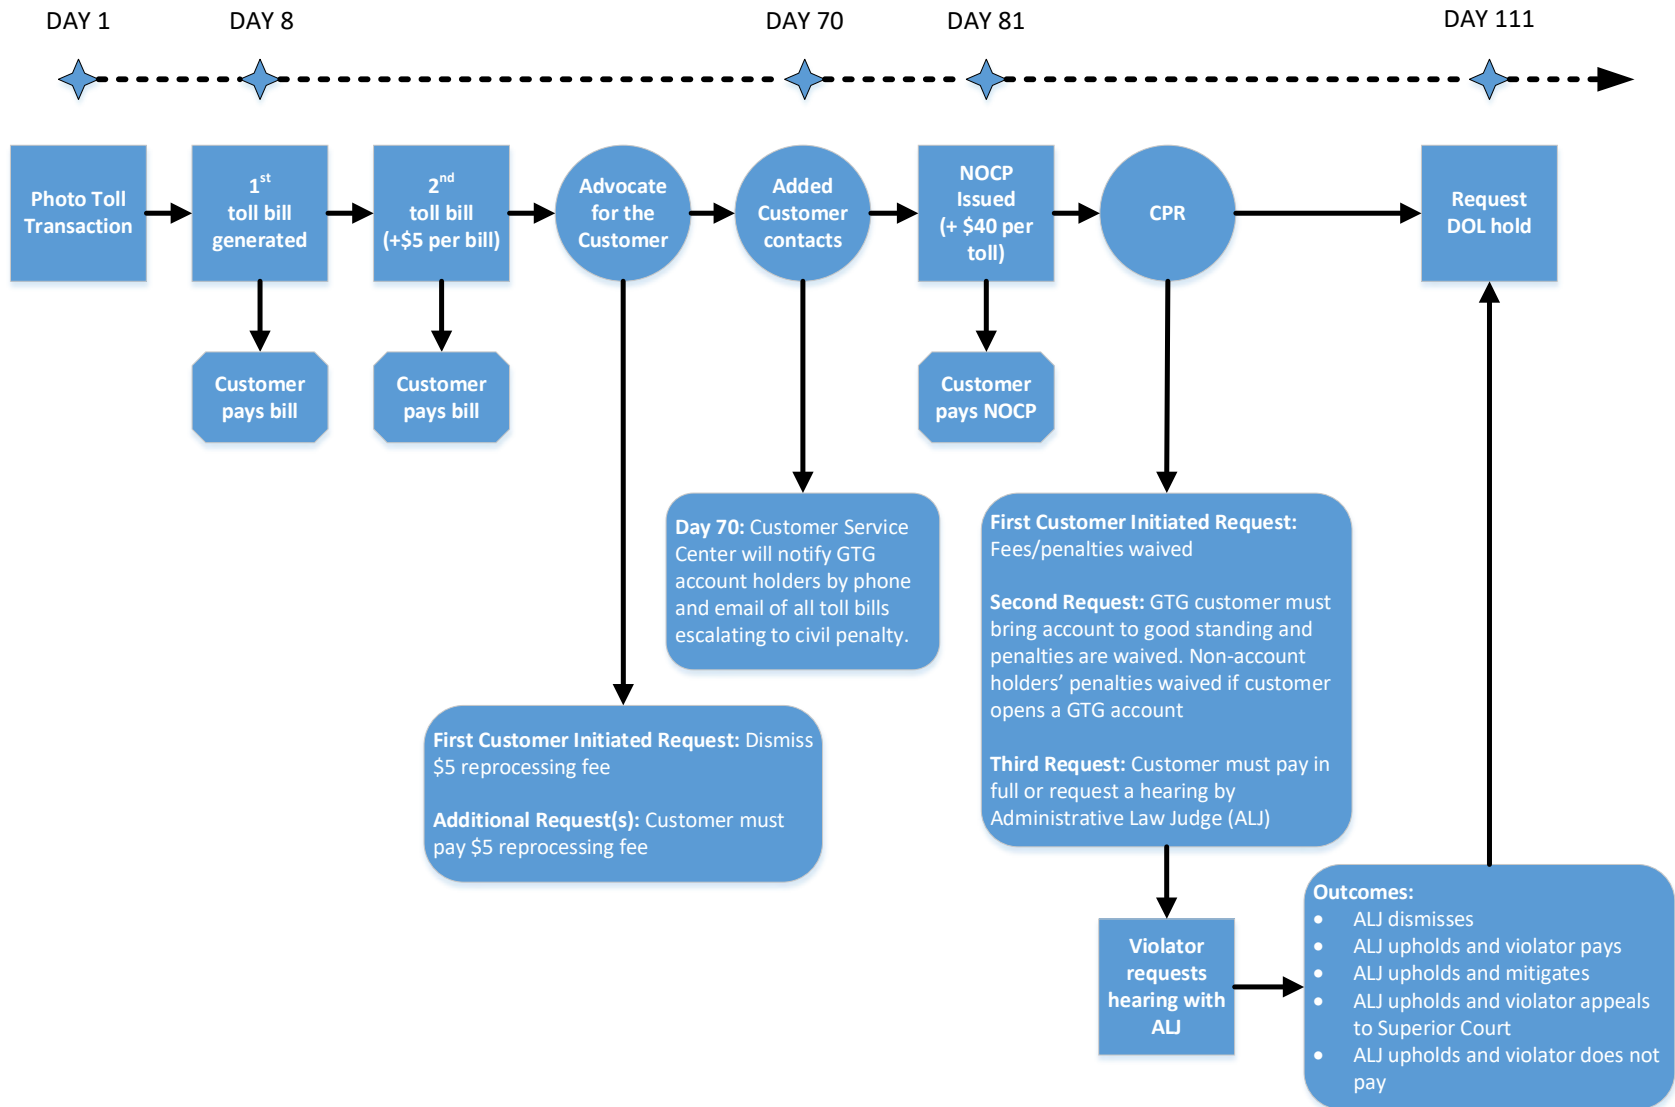 DAY 1
DAY 8
DAY 70
DAY 81
DAY 111
Photo Toll
Transaction
1st
toll bill
generated
2nd
toll bill
(+$5 per bill)
Advocate
for the
Customer
Added
Customer
contacts
NOCP
Issued
(+ $40 per
toll)
CPR
Request
DOL hold
Customer
pays bill
Customer
pays bill
Customer
pays NOCP
Day 70: Customer Service
Center will notify GTG
account holders by phone
and email of all toll bills
escalating to civil penalty.
First Customer Initiated Request:
Fees/penalties waived
Second Request: GTG customer must
bring account to good standing and
penalties are waived. Non-account
holders’ penalties waived if customer
opens a GTG account
Third Request: Customer must pay in
full or request a hearing by
Administrative Law Judge (ALJ)
First Customer Initiated Request: Dismiss
$5 reprocessing fee
Additional Request(s): Customer must
pay $5 reprocessing fee
Violator
requests
hearing with
ALJ
Outcomes:
• ALJ dismisses
• ALJ upholds and violator pays
• ALJ upholds and mitigates
• ALJ upholds and violator appeals
to Superior Court
• ALJ upholds and violator does not
pay